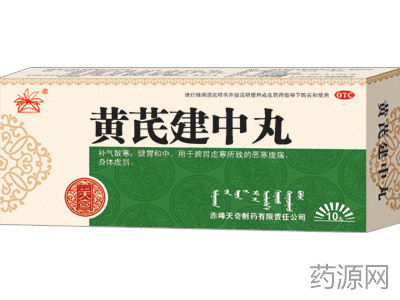 请仔细阅读说明书并按说明使用或在药师指导下购买和使用
OTC
黄芪建中丸
补气散寒，健胃和中。用于脾胃虚寒所致的恶寒腹痛，
身体虚弱。
赤峰天奇制药有限责任公司
10丸
黄芪建中丸
药源网